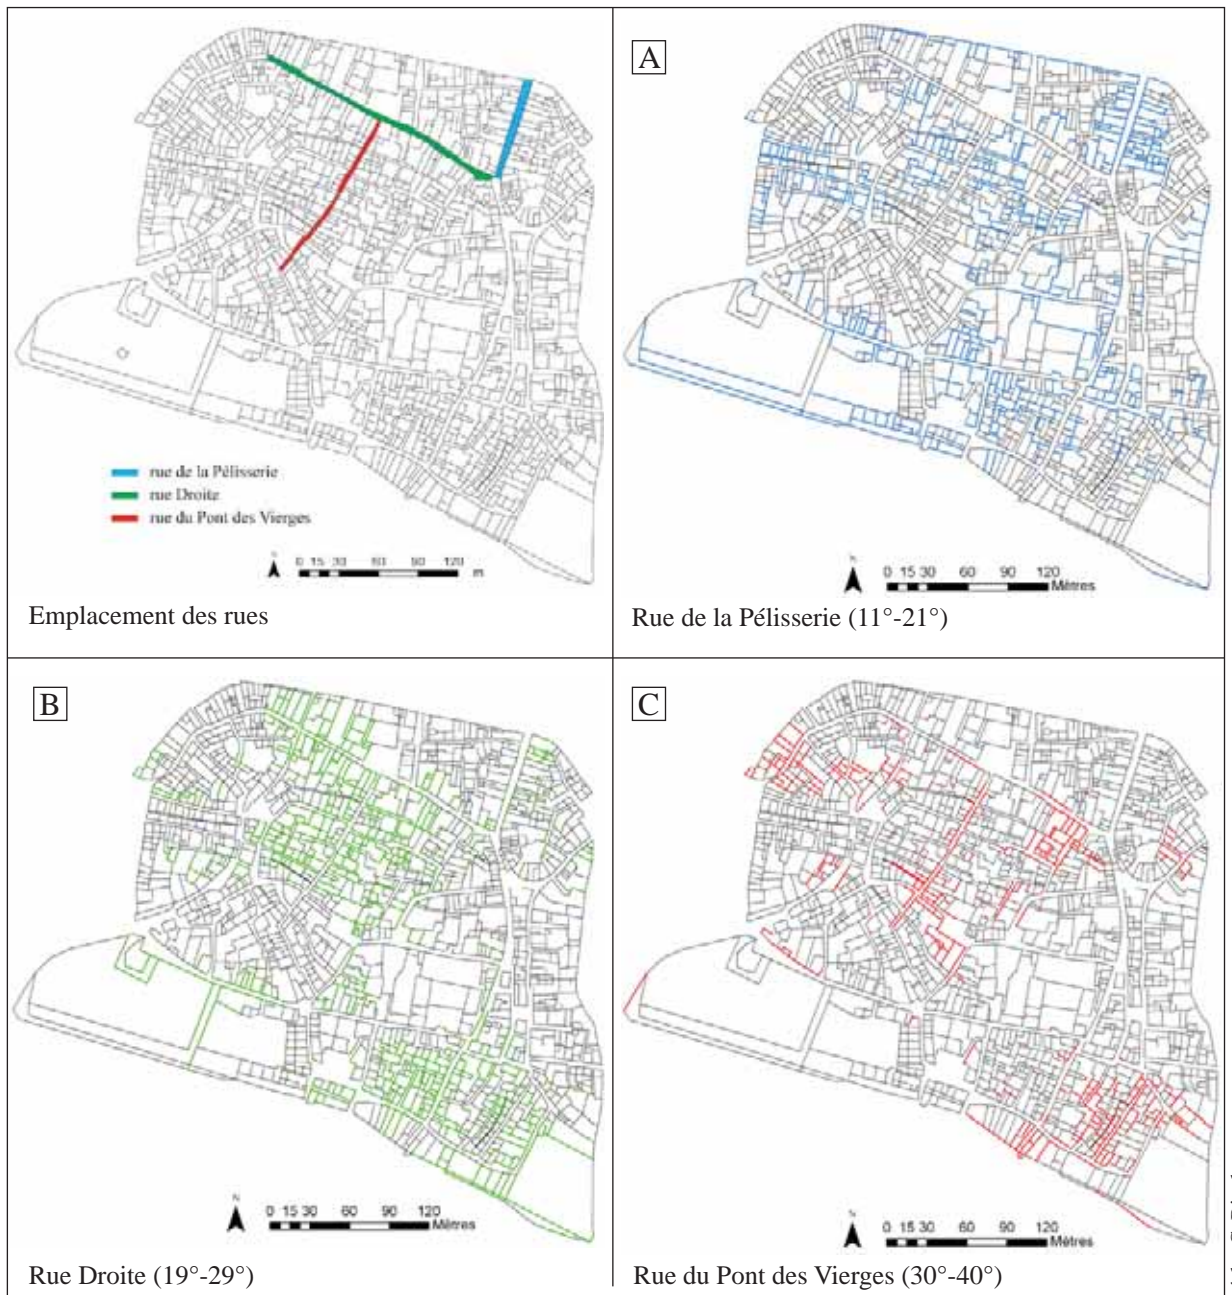 rue de la Pélisserie
rue Droite
rue du Pont des Vierges
N
0 15 30 60 90 120
m
Emplacement des rues
A
N
0 15 30 60 90 120
Mètres
Rue de la Pélisserie (11°-21°)
B
N
0 15 30 60 90 120
Mètres
Rue Droite (19°-29°)
C
N
0 15 30 60 90 120
Mètres
Rue du Pont des Vierges (30°-40°)